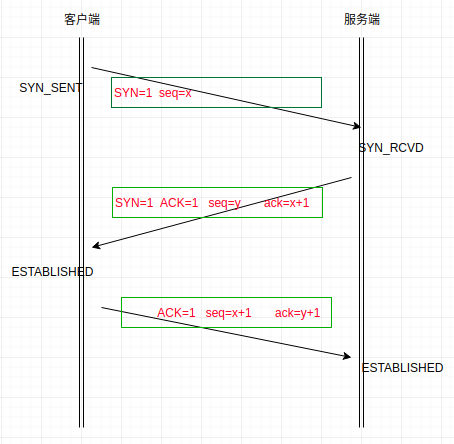 客户端 服务端
SYN_SENT
SYN=1 seq=x
SYN_RCVD
SYN=1 ACK=1 seq=y ack=x+1
ESTABLISHED
ACK=1 seq=x+1 ack=y+1
ESTABLISHED